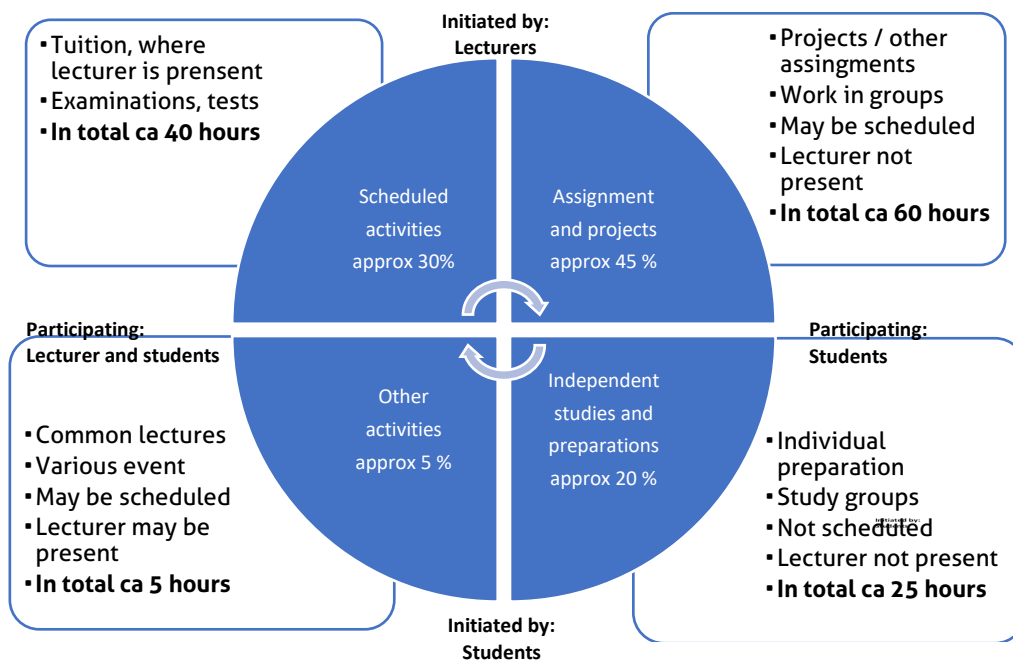 Initiated by:
Lecturers
▪ Tuition, where
lecturer is prensent
▪ Examinations, tests
▪ In total ca 40 hours
▪ Projects / other
assingments
▪ Work in groups
▪ May be scheduled
▪ Lecturer not
present
▪ In total ca 60 hours
Scheduled
activities
approx 30%
Assignment
and projects
approx 45 %
Participating:
Lecturer and students
Participating:
Students
Other
activities
approx 5 %
Independent
studies and
preparations
approx 20 %
▪ Common lectures
▪ Various event
▪ May be scheduled
▪ Lecturer may be
present
▪ In total ca 5 hours
▪ Individual
preparation
▪ Study groups
▪ Not scheduled
▪ Lecturer not present
▪ In total ca 25 hours
Initiated by:
Initiated by:
Students